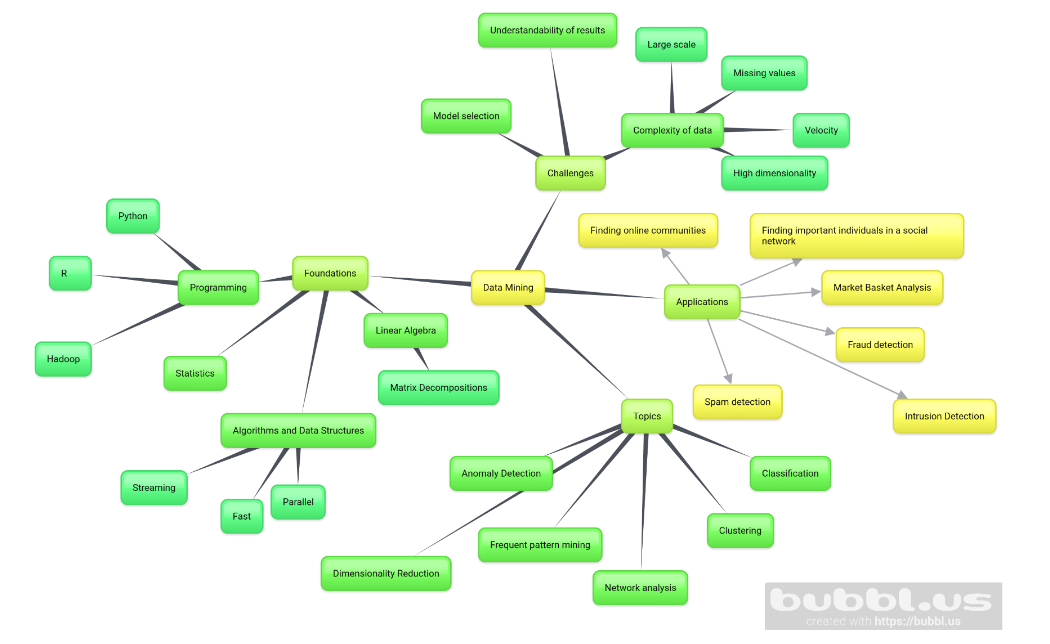 Understandability of results
Large scale
Missing values
Model selection
Complexity of data
Velocity
Challenges
High dimensionality
Python
Finding online communities
Finding important individuals in a social
network
R
Programming
Foundations
Data Mining
Applications
Market Basket Analysis
Linear Algebra
Fraud detection
Hadoop
Statistics
Matrix Decompositions
Spam detection
Intrusion Detection
Topics
Algorithms and Data Structures
Anomaly Detection
Classification
Streaming
Fast
Parallel
Clustering
Frequent pattern mining
Dimensionality Reduction
Network analysis
bubbl.us
created with https://bubbl.us